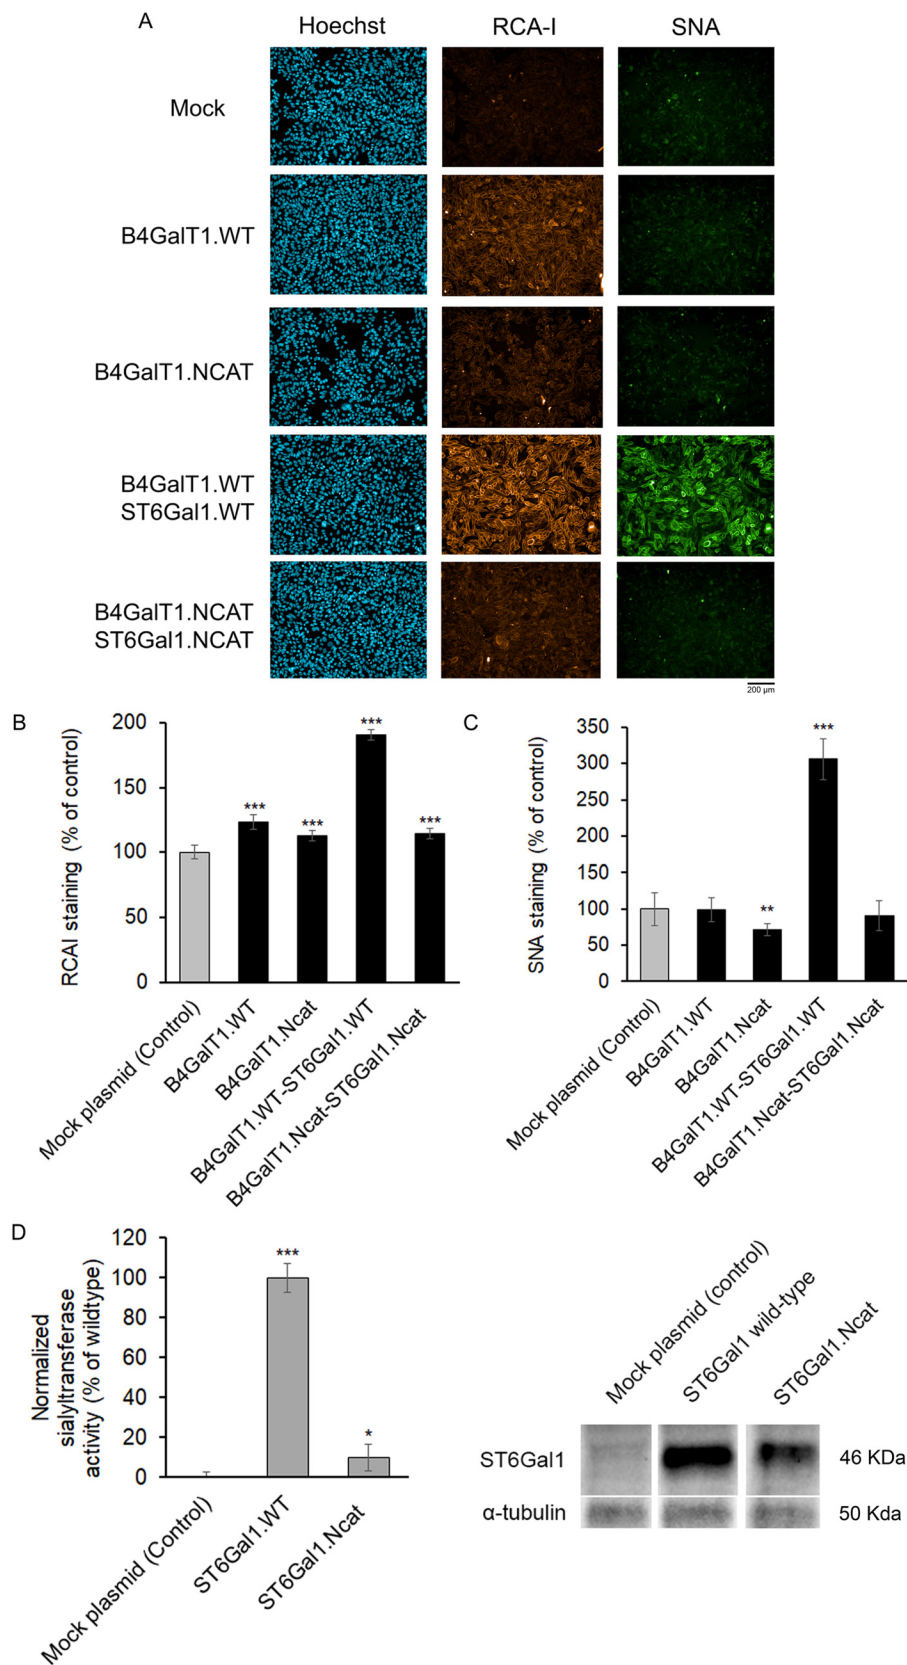 A
Hoechst
RCA-I
SNA
Mock
B4GalT1.WT
B4GalT1.NCAT
B4GalT1.WT
ST6Gal1.WT
B4GalT1.NCAT
ST6Gal1.NCAT
200 µm
B
RCAI staining (% of control)
200
150
100
50
0
***
***
***
***
Mock plasmid (Control)
B4GalT1.WT
B4GalT1.Ncat
B4GalT1.WT-ST6Gal1.WT
B4GalT1.Ncat-ST6Gal1.Ncat
C
SNA staining (% of control)
350
300
250
200
150
100
50
0
**
***
Mock plasmid (Control)
B4GalT1.WT
B4GalT1.Ncat
B4GalT1.WT-ST6Gal1.WT
B4GalT1.Ncat-ST6Gal1.Ncat
D
Normalized
sialyltransferase
activity (% of wildtype)
120
100
80
60
40
20
0
***
*
Mock plasmid (Control)
ST6Gal1.WT
ST6Gal1.Ncat
Mock plasmid (control)
ST6Gal1 wild-type
ST6Gal1.Ncat
ST6Gal1
46 KDa
α-tubulin
50 Kda